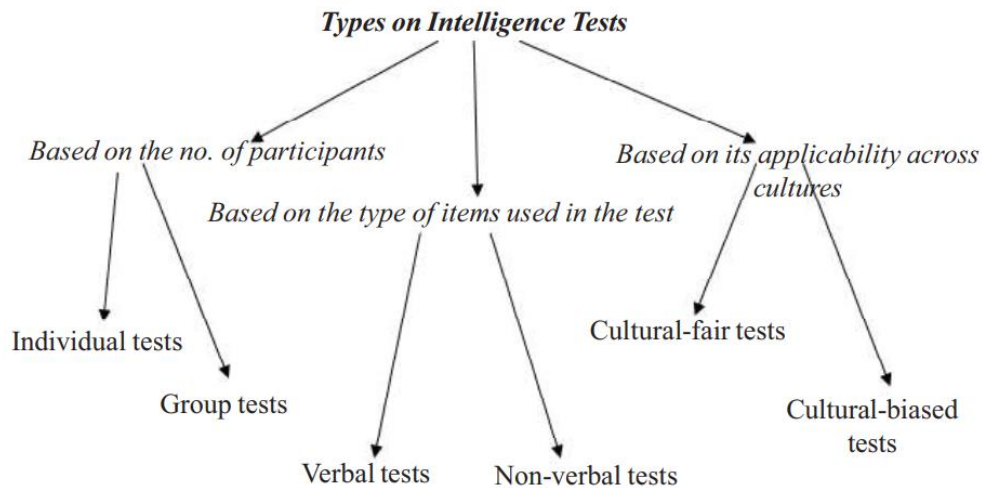 Types on Intelligence Tests
Based on the no. of participants
Based on its applicability across
cultures
Based on the type of items used in the test
Individual tests
Group tests
Cultural-fair tests
Cultural-biased
tests
Verbal tests
Non-verbal tests